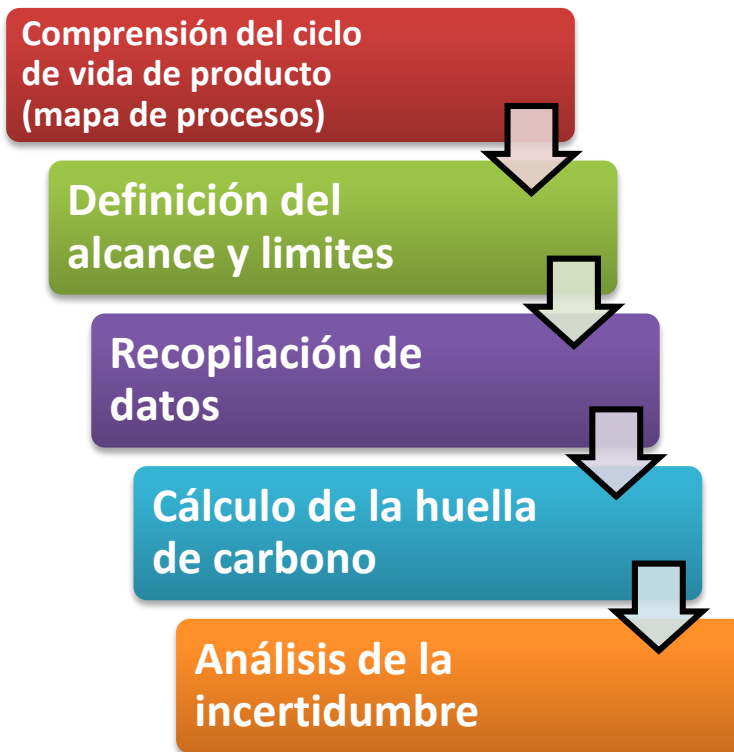 Comprensión del ciclo
de vida de producto
(mapa de procesos)
Definición del
alcance y limites
Recopilación de
datos
Cálculo de la huella
de carbono
Análisis de la
incertidumbre